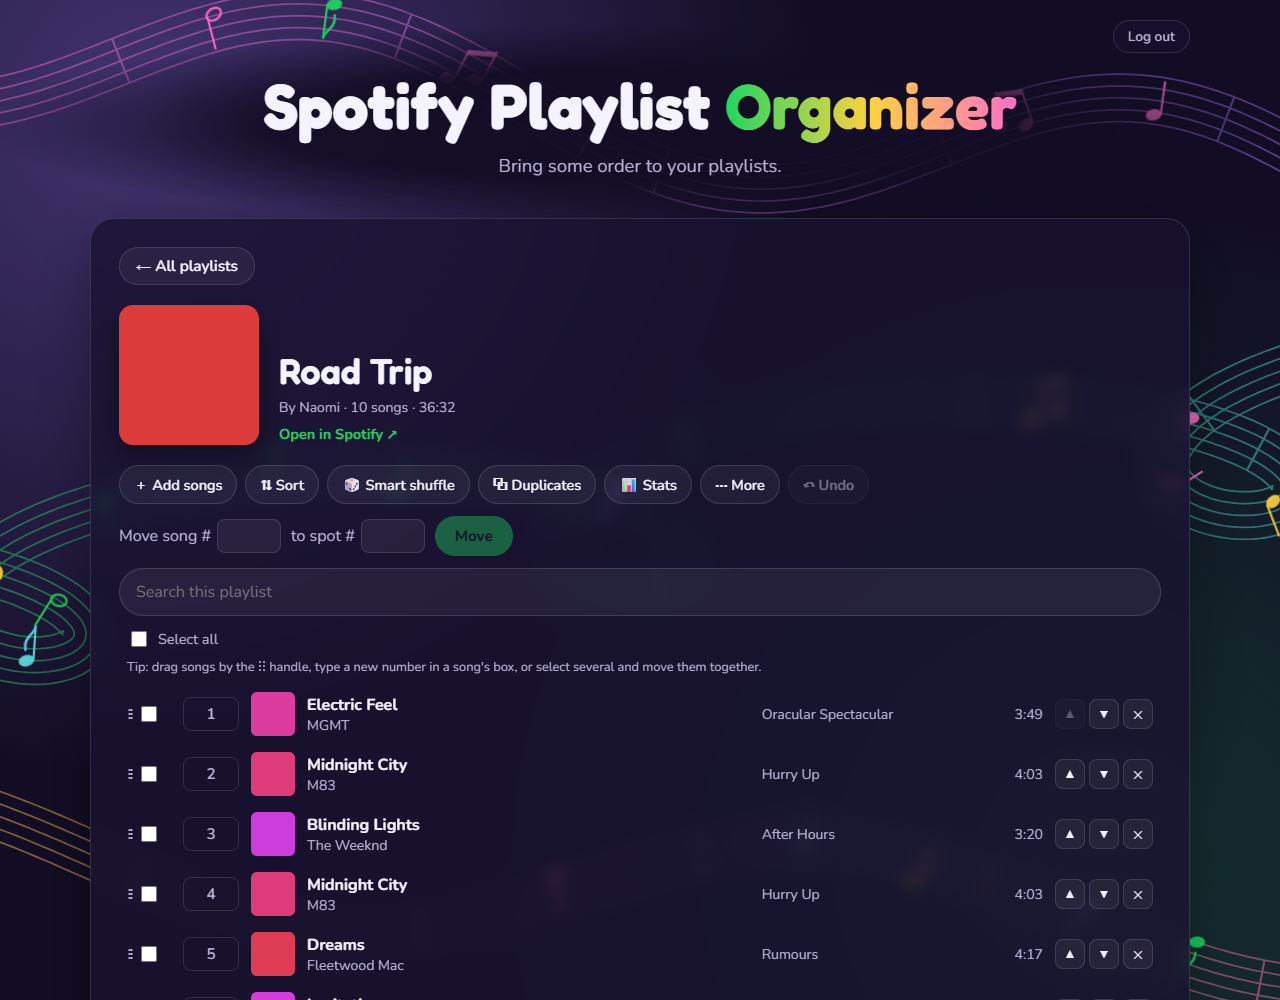 Log out
Spotify Playlist Organizer
Bring some order to your playlists.
← All playlists
Road Trip
By Naomi · 10 songs · 36:32
Open in Spotify ↗
+ Add songs
⇅ Sort
🎲 Smart shuffle
⧉ Duplicates
📊 Stats
··· More
↶ Undo
Move song #
to spot #
Move
Search this playlist
Select all
Tip: drag songs by the ⠿ handle, type a new number in a song's box, or select several and move them together.
1 Electric Feel Oracular Spectacular 3:49 ▲ ▼ ✕
MGMT
2 Midnight City Hurry Up 4:03 ▲ ▼ ✕
M83
3 Blinding Lights After Hours 3:20 ▲ ▼ ✕
The Weeknd
4 Midnight City Hurry Up 4:03 ▲ ▼ ✕
M83
5 Dreams Rumours 4:17 ▲ ▼ ✕
Fleetwood Mac